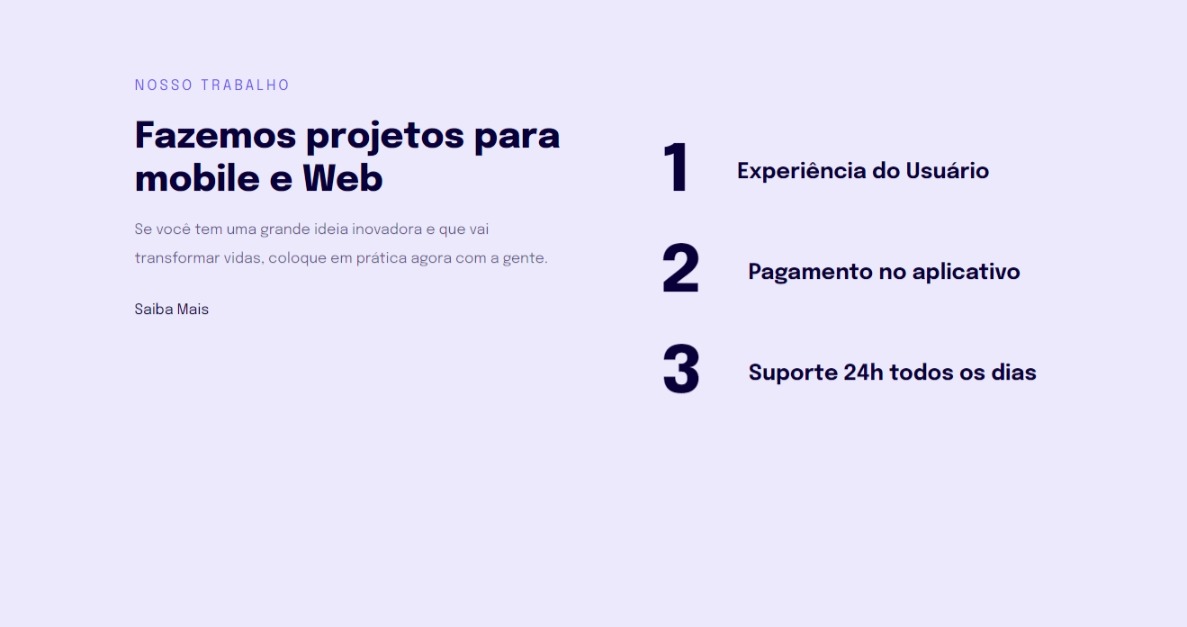 NOSSO TRABALHO
Fazemos projetos para
mobile e Web
Se você tem uma grande ideia inovadora e que vai
transformar vidas, coloque em prática agora com a gente.
Saiba Mais
1 Experiência do Usuário
2 Pagamento no aplicativo
3 Suporte 24h todos os dias